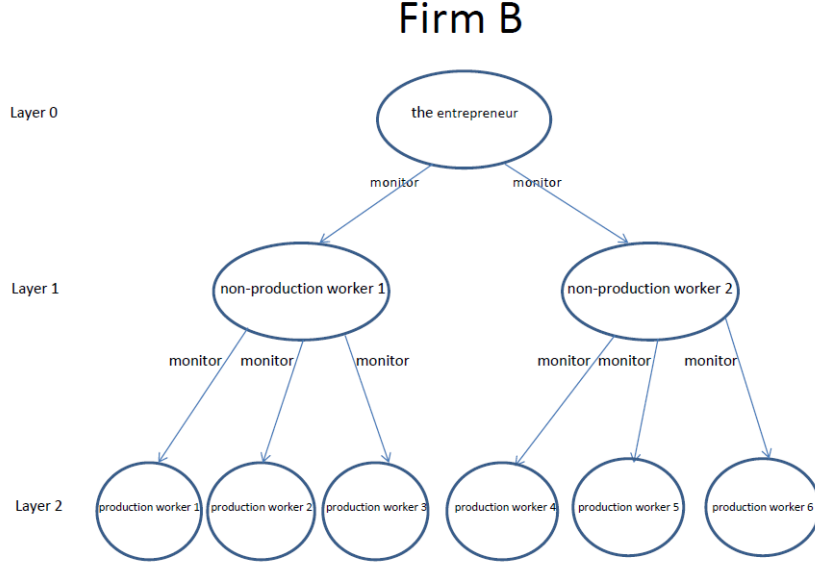 Firm B
Layer 0
the entrepreneur
monitor
monitor
Layer 1
non-production worker 1
non-production worker 2
monitor
monitor
monitor
monitor
monitor
monitor
Layer 2
production worker 1
production worker 2
production worker 3
production worker 4
production worker 5
production worker 6